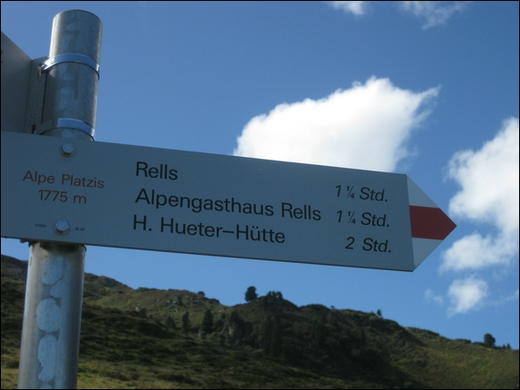 Alpe Platzis
1775 m
Rells 1 ¼ Std.
Alpengasthaus Rells 1 ¼ Std.
H. Hueter-Hütte 2 Std.